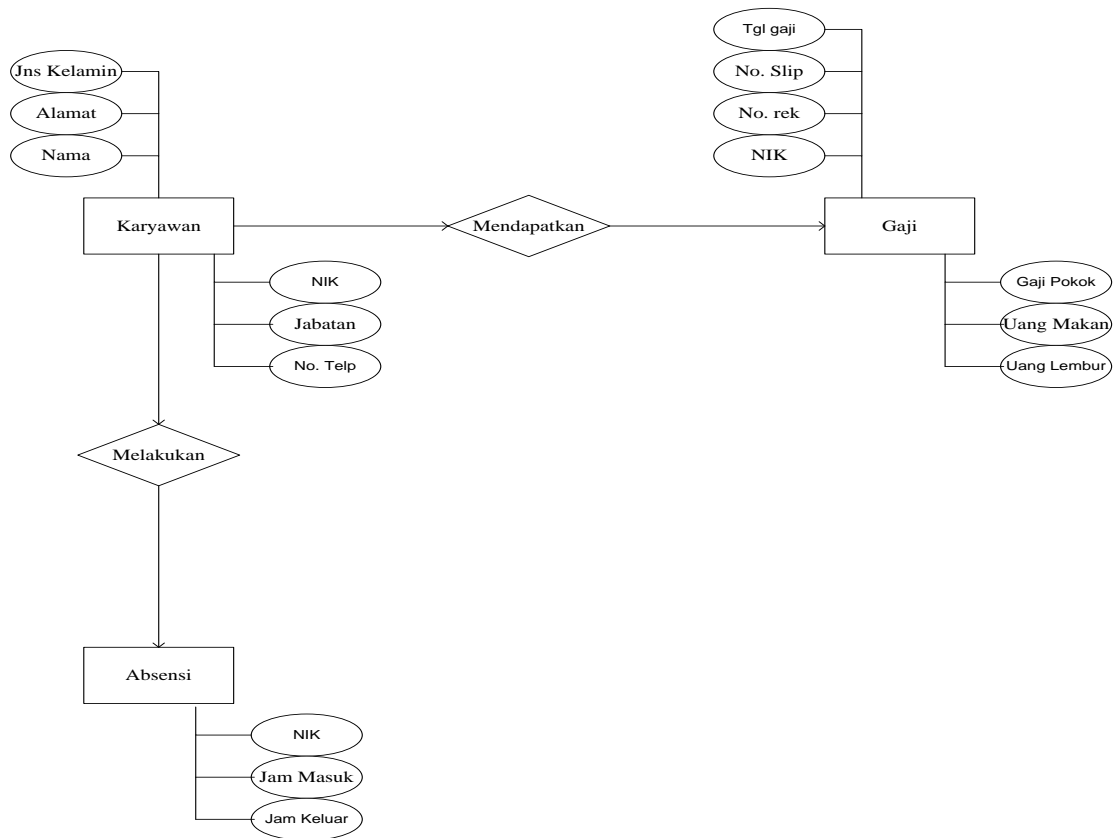 Tgl gaji
Jns Kelamin
No. Slip
Alamat
No. rek
Nama
NIK
Karyawan
Mendapatkan
Gaji
NIK
Gaji Pokok
Jabatan
Uang Makan
No. Telp
Uang Lembur
Melakukan
Absensi
NIK
Jam Masuk
Jam Keluar